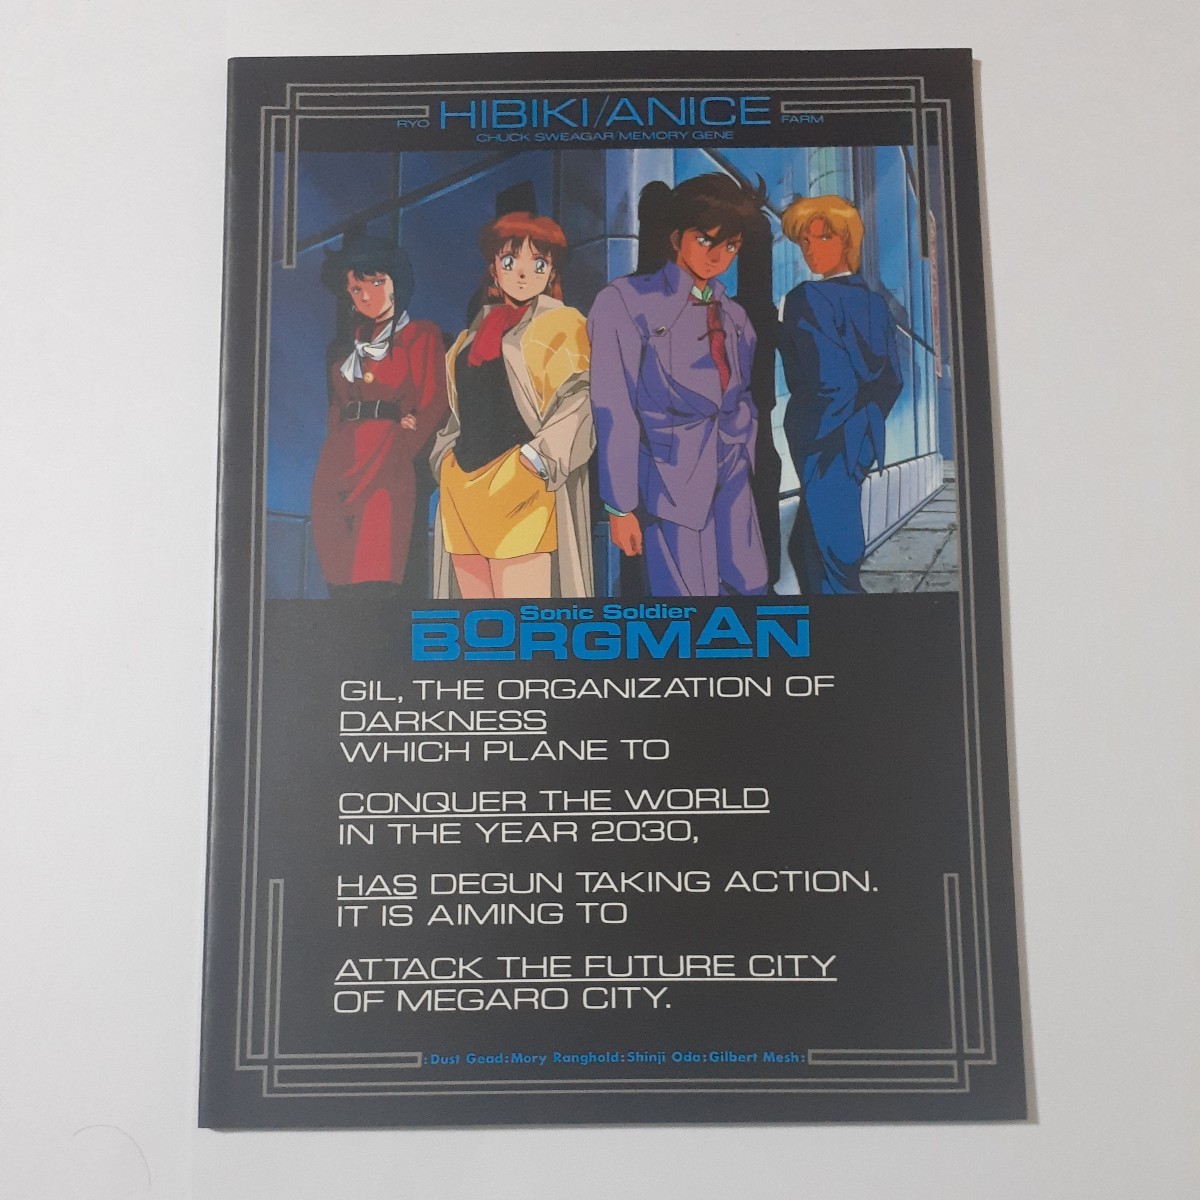 RYO HIBIKI/ANICE FARM
CHUCK SWEAGAR/MEMORY GENE
Sonic Soldier
BORGMAN
GIL, THE ORGANIZATION OF
DARKNESS
WHICH PLANE TO
CONQUER THE WORLD
IN THE YEAR 2030,
HAS DEGUN TAKING ACTION.
IT IS AIMING TO
ATTACK THE FUTURE CITY
OF MEGARO CITY.
:Dust Gead:Mory Ranghold:Shinji Oda:Gilbert Mesh: